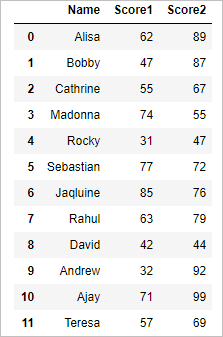 Name Score1 Score2
0 Alisa 62 89
1 Bobby 47 87
2 Cathrine 55 67
3 Madonna 74 55
4 Rocky 31 47
5 Sebastian 77 72
6 Jaqluine 85 76
7 Rahul 63 79
8 David 42 44
9 Andrew 32 92
10 Ajay 71 99
11 Teresa 57 69